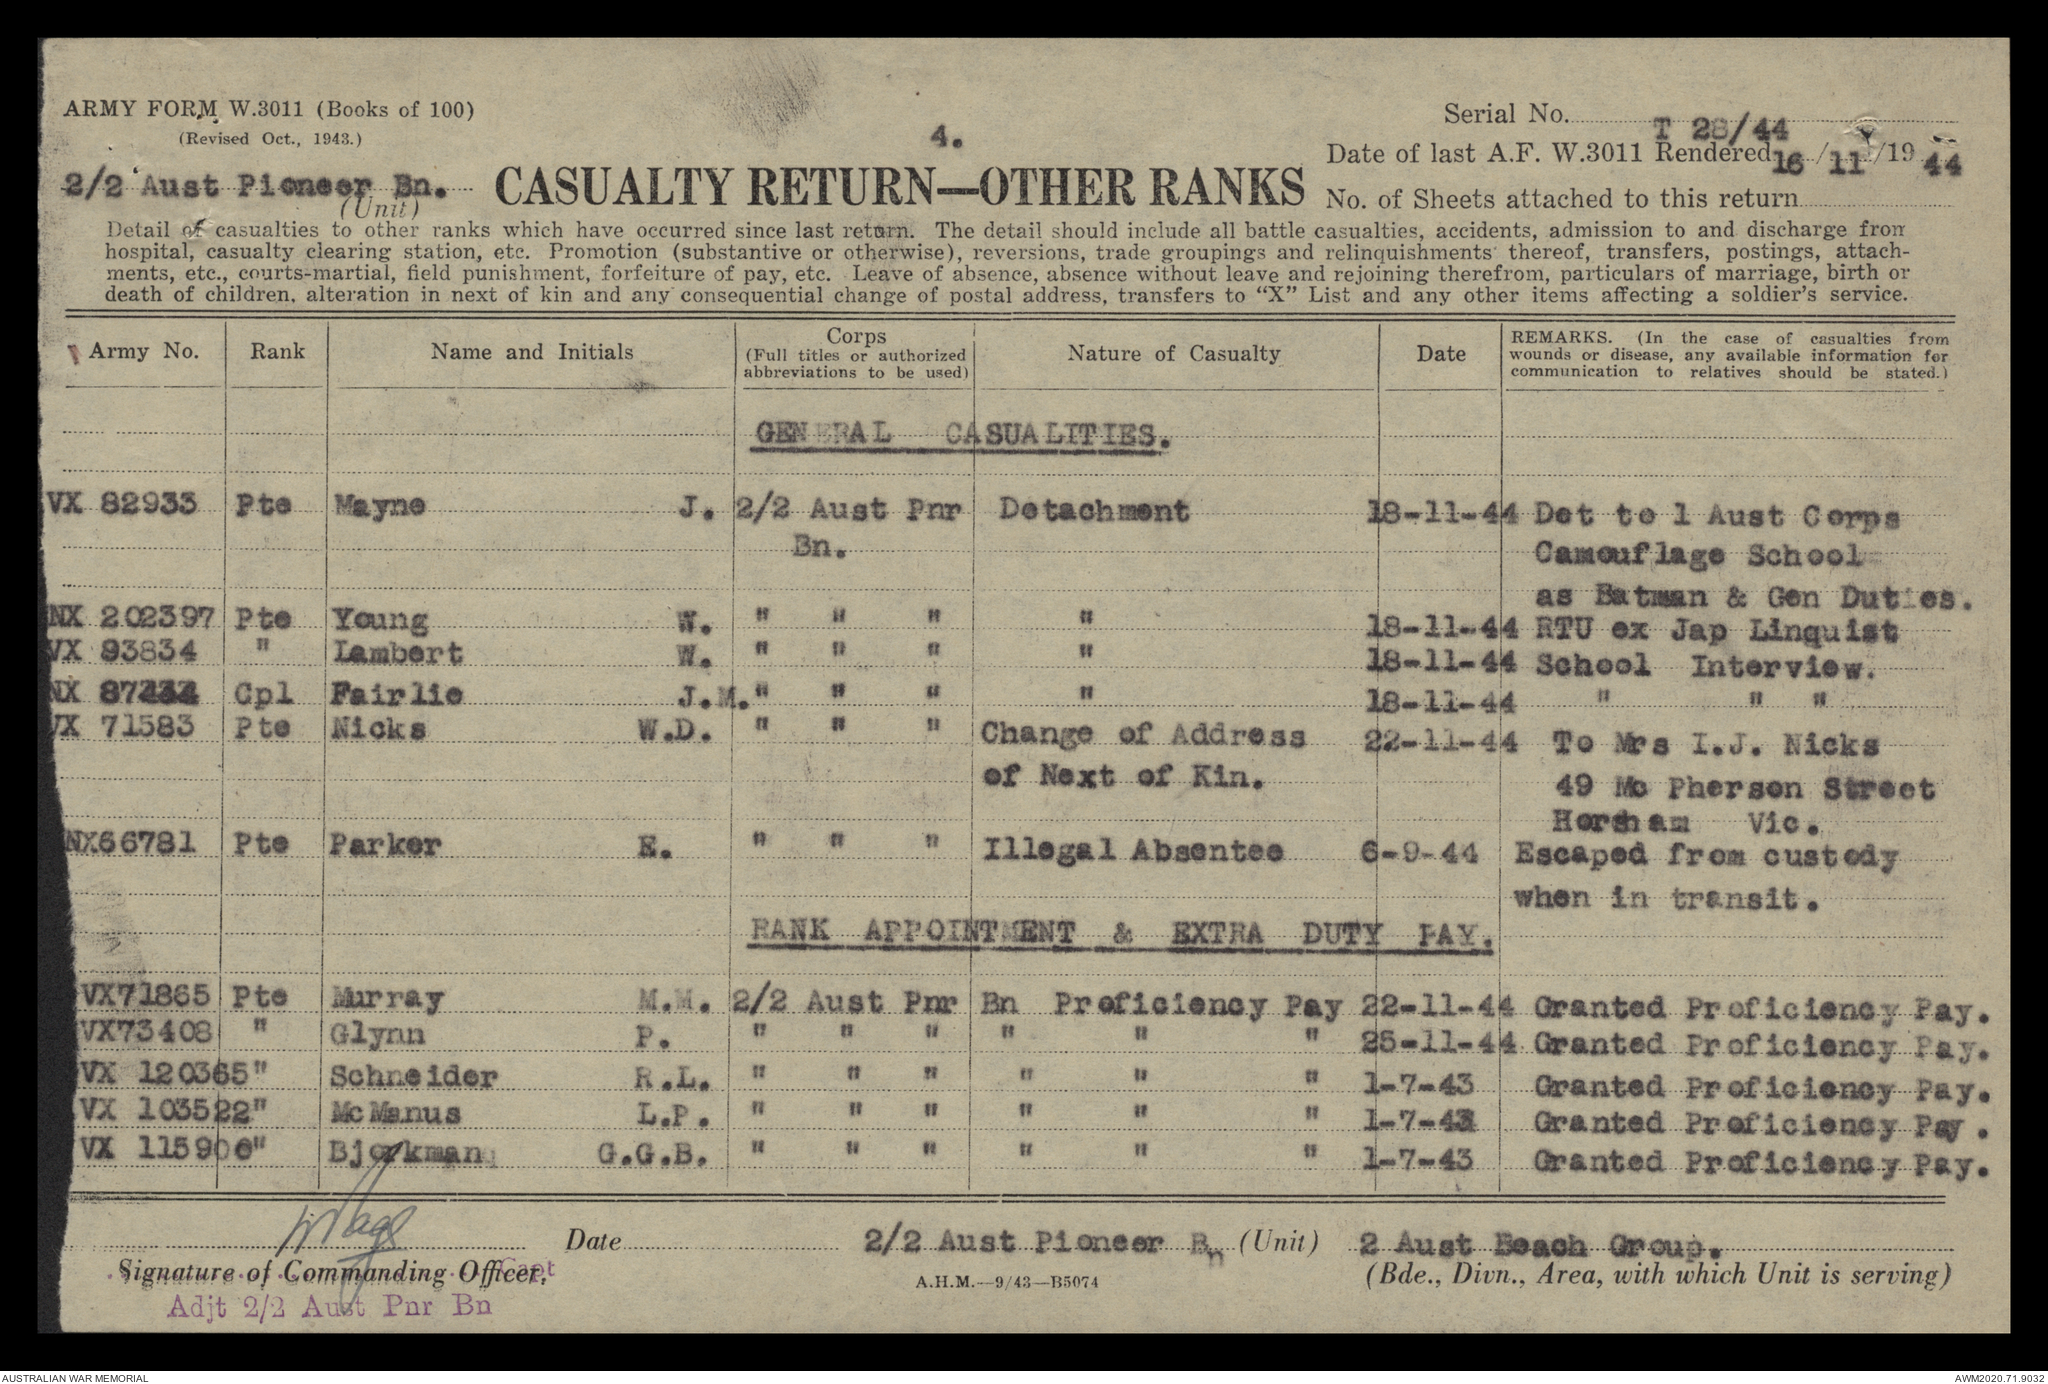 ARMY FORM W.3011 (Books of 100)
(Revised Oct., 1943.)
4.
Serial No. T 28/44
Date of last A.F. W.3011 Rendered 16/11/1944
2/2 Aust Pioneer Bn.
(Unit)
CASUALTY RETURN—OTHER RANKS
No. of Sheets attached to this return
Detail of casualties to other ranks which have occurred since last return. The detail should include all battle casualties, accidents, admission to and discharge from
hospital, casualty clearing station, etc. Promotion (substantive or otherwise), reversions, trade groupings and relinquishments thereof, transfers, postings, attach-
ments, etc., courts-martial, field punishment, forfeiture of pay, etc. Leave of absence, absence without leave and rejoining therefrom, particulars of marriage, birth or
death of children, alteration in next of kin and any consequential change of postal address, transfers to “X” List and any other items affecting a soldier’s service.
Army No. Rank Name and Initials Corps (Full titles or authorized abbreviations to be used) Nature of Casualty Date REMARKS. (In the case of casualties from wounds or disease, any available information for communication to relatives should be stated.)
GENERAL CASUALITIES.
VX 82933 Pte Mayne J. 2/2 Aust Pnr Detachment 18-11-44 Det to 1 Aust Corps
Bn. Camouflage School
as Batman & Gen Duties.
NX 202397 Pte Young W. " " " " 18-11-44 RTU ex Jap Linquist
VX 93834 " Lambert W. " " " " 18-11-44 School Interview.
NX Cpl Fairlie J.M. " " " " 18-11-44 " " "
VX 71583 Pte Nicks W.D. " " " Change of Address 22-11-44 To Mrs I.J. Nicks
of Next of Kin. 49 Mc Pherson Street
Horsham Vic.
NX66781 Pte Parker E. " " " Illegal Absentee 6-9-44 Escaped from custody
when in transit.
RANK APPOINTMENT & EXTRA DUTY PAY.
VX71865 Pte Murray M.M. 2/2 Aust Pnr Bn Proficiency Pay 22-11-44 Granted Proficiency Pay.
VX73408 " Glynn P. " " " " " " 25-11-44 Granted Proficiency Pay.
VX 120365 " Schneider R.L. " " " " " " 1-7-43 Granted Proficiency Pay.
VX 103522 " McManus L.P. " " " " " " 1-7-43 Granted Proficiency Pay.
VX 115906 " Bjorkman G.G.B. " " " " " " 1-7-43 Granted Proficiency Pay.
Date 2/2 Aust Pioneer Bn (Unit) 2 Aust Beach Group.
Signature of Commanding Officer, Capt
A.H.M.—9/43—B5074
(Bde., Divn., Area, with which Unit is serving)
Adjt 2/2 Aust Pnr Bn
AUSTRALIAN WAR MEMORIAL
AWM2020.71.9032